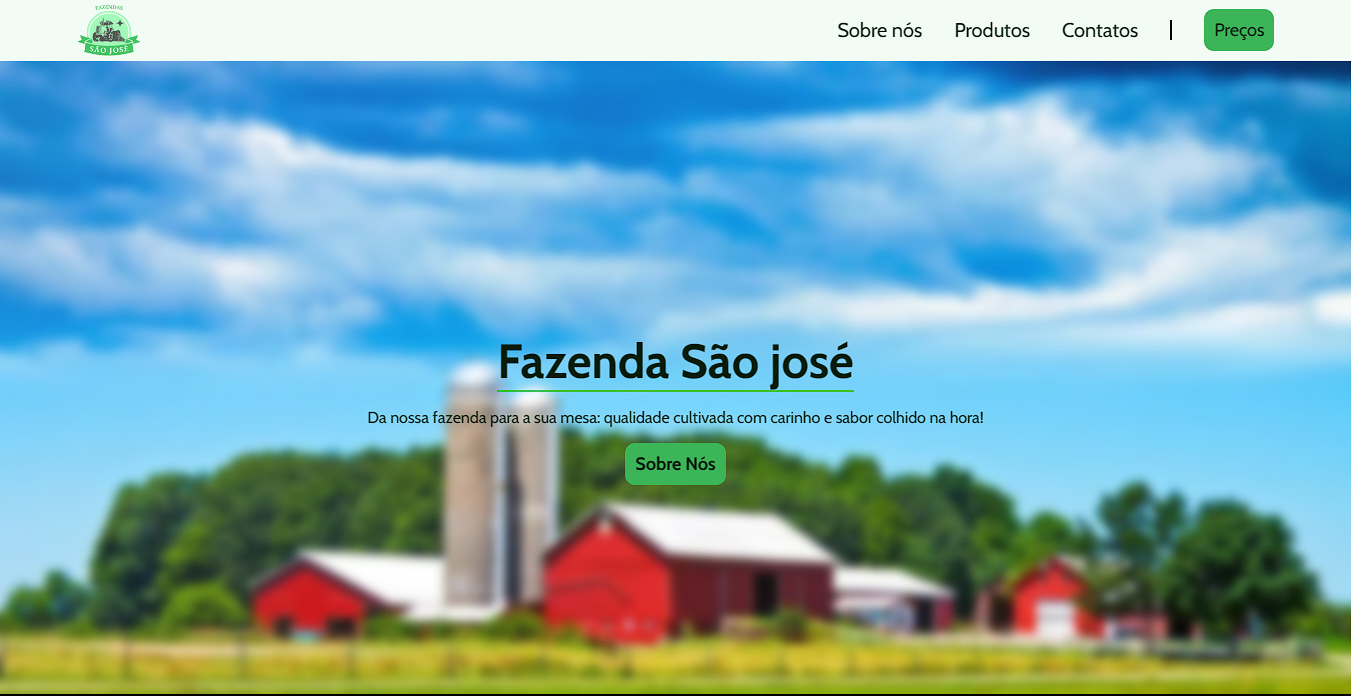 FAZENDAS
SÃO JOSÉ
Sobre nós Produtos Contatos | Preços
Fazenda São josé
Da nossa fazenda para a sua mesa: qualidade cultivada com carinho e sabor colhido na hora!
Sobre Nós